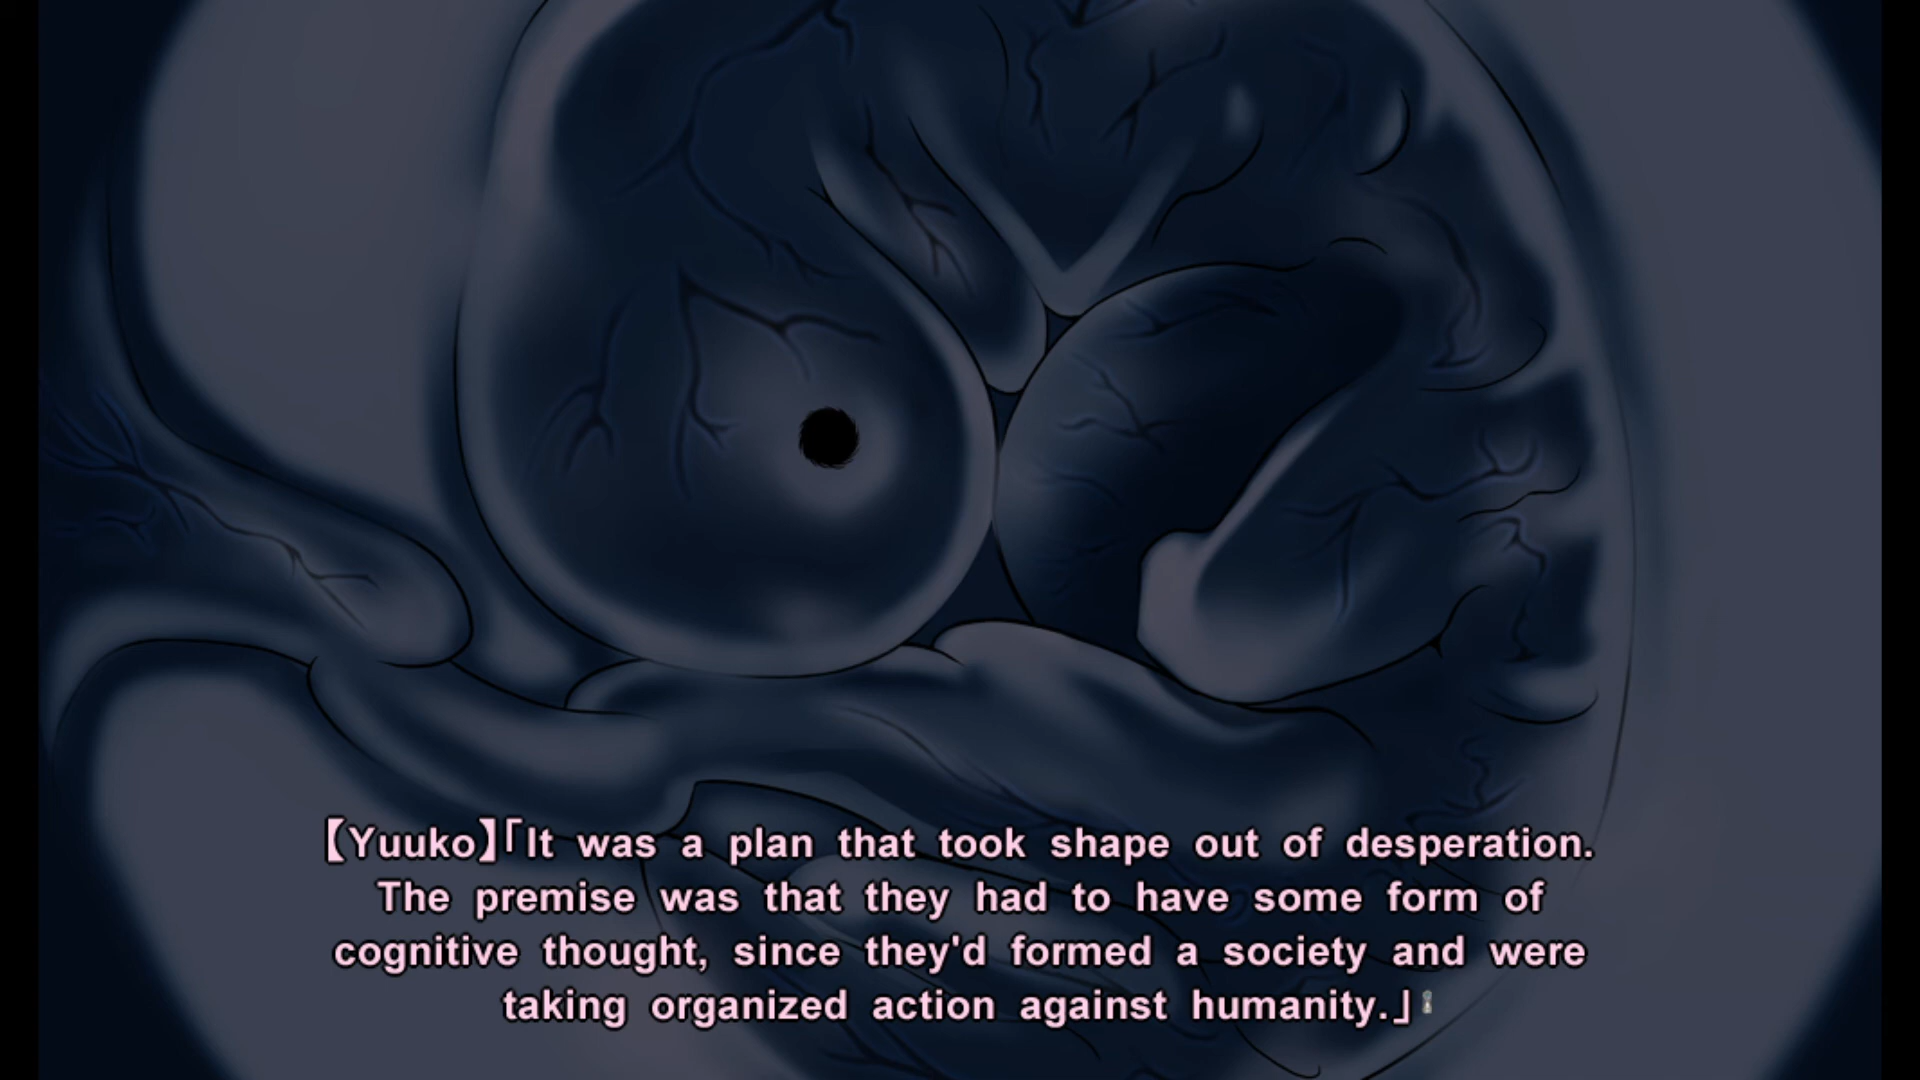 【Yuuko】「It was a plan that took shape out of desperation.
The premise was that they had to have some form of
cognitive thought, since they'd formed a society and were
taking organized action against humanity.」